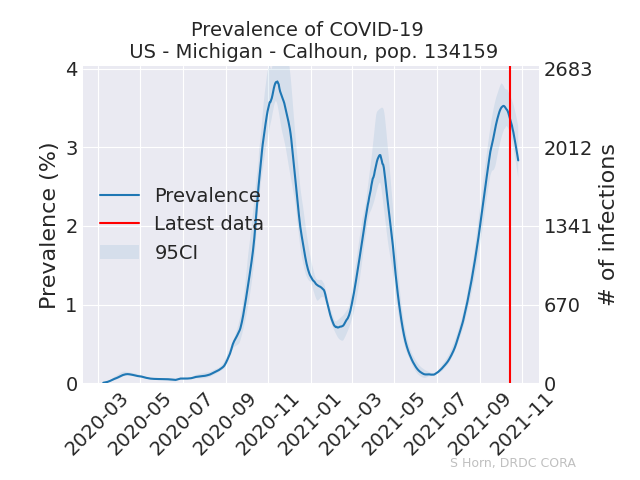 Prevalence of COVID-19
US - Michigan - Calhoun, pop. 134159
Prevalence (%)
4
3
2
1
0
2683
2012
1341
670
0
# of infections
Prevalence
Latest data
95CI
2020-03
2020-05
2020-07
2020-09
2020-11
2021-01
2021-03
2021-05
2021-07
2021-09
2021-11
S Horn, DRDC CORA